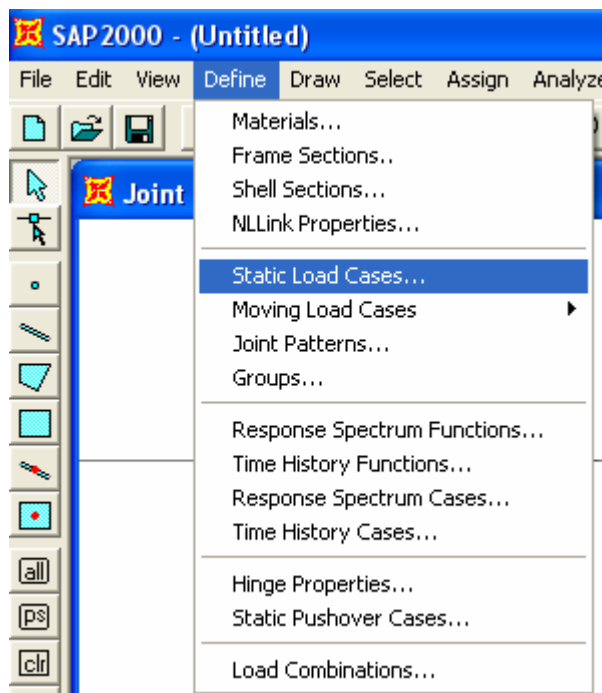 SAP2000 - (Untitled)
File Edit View Define Draw Select Assign Analyze
Joint
Materials...
Frame Sections..
Shell Sections...
NLLink Properties...
Static Load Cases...
Moving Load Cases
Joint Patterns...
Groups...
Response Spectrum Functions...
Time History Functions...
Response Spectrum Cases...
Time History Cases...
Hinge Properties...
Static Pushover Cases...
Load Combinations...
all
ps
clr